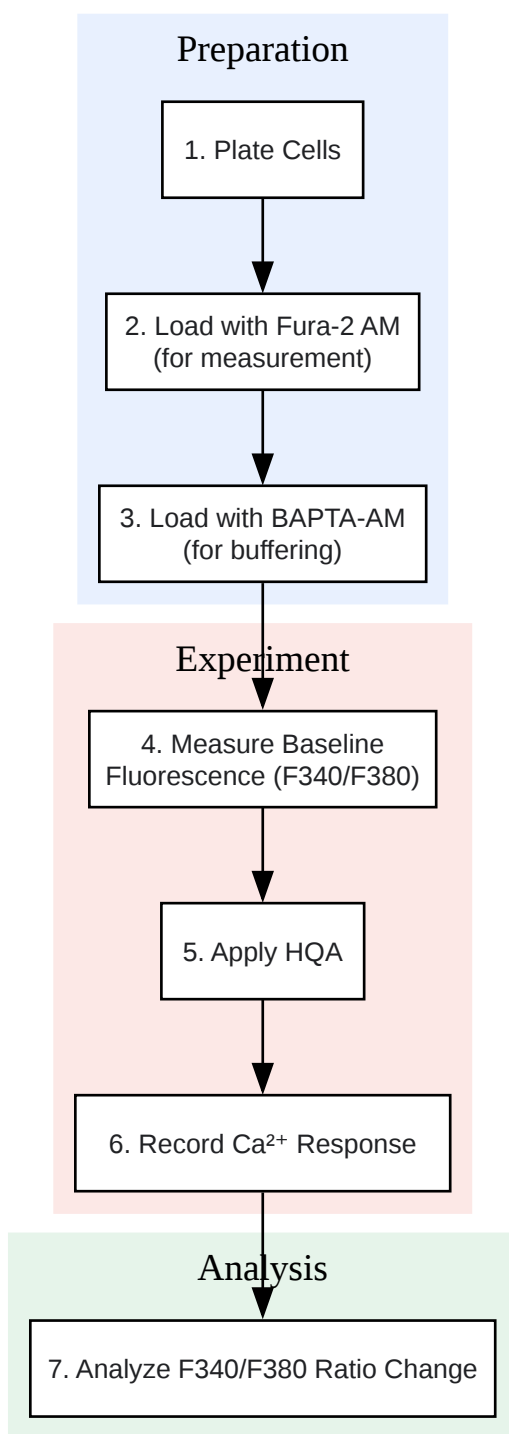 Preparation
1. Plate Cells
2. Load with Fura-2 AM
(for measurement)
3. Load with BAPTA-AM
(for buffering)
Experiment
4. Measure Baseline
Fluorescence (F340/F380)
5. Apply HQA
6. Record Ca²⁺ Response
Analysis
7. Analyze F340/F380 Ratio Change